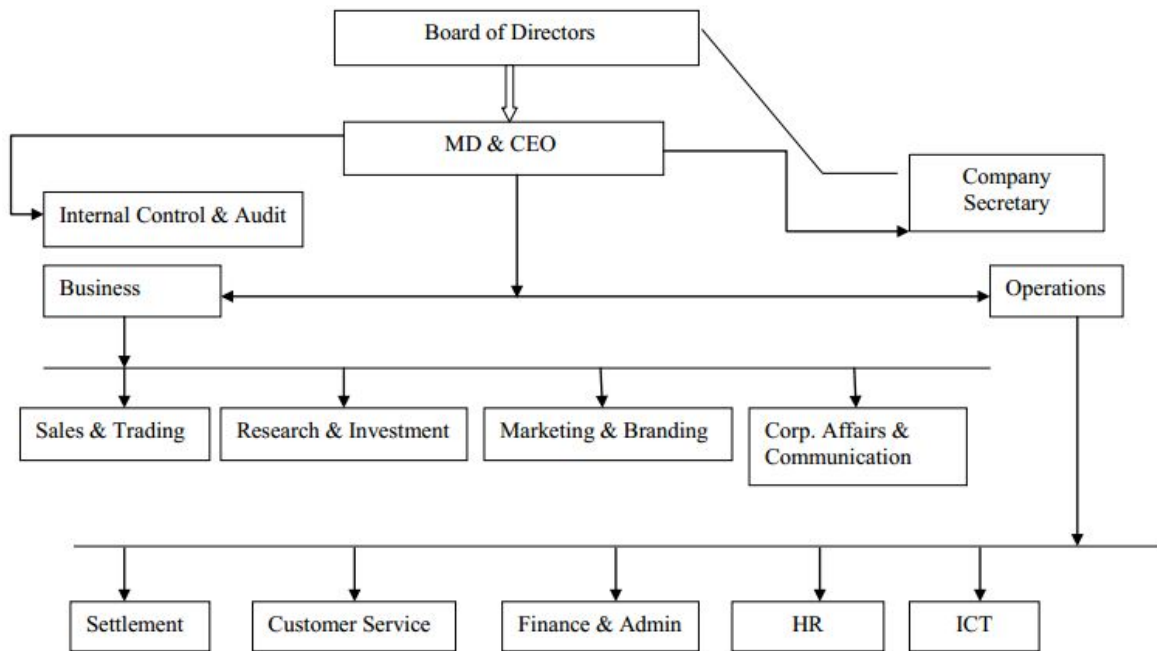 Board of Directors
MD & CEO
Company
Secretary
Internal Control & Audit
Business
Operations
Sales & Trading
Research & Investment
Marketing & Branding
Corp. Affairs &
Communication
Settlement
Customer Service
Finance & Admin
HR
ICT